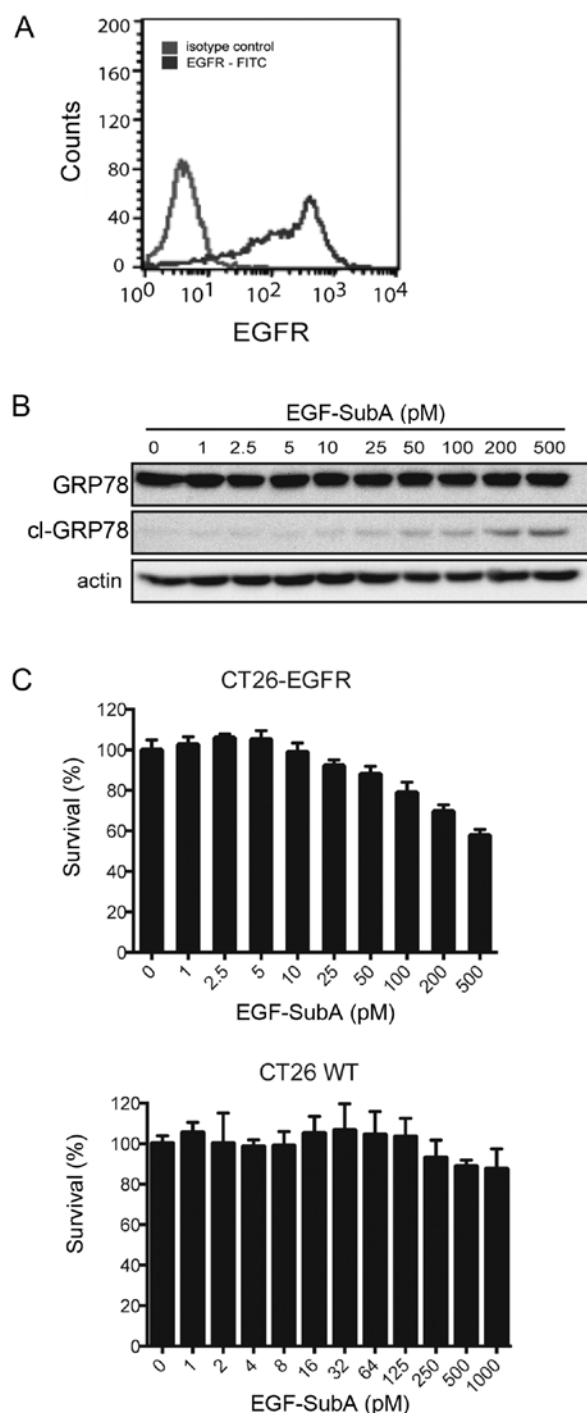 A
200
160
120
80
40
0
Counts
isotype control
EGFR - FITC
10⁰ 10¹ 10² 10³ 10⁴
EGFR
B
EGF-SubA (pM)
0 1 2.5 5 10 25 50 100 200 500
GRP78
cl-GRP78
actin
C
CT26-EGFR
120
100
80
60
40
20
0
Survival (%)
0 1 2.5 5 10 25 50 100 200 500
EGF-SubA (pM)
CT26 WT
120
100
80
60
40
20
0
Survival (%)
0 1 2 4 8 16 32 64 125 250 500 1000
EGF-SubA (pM)